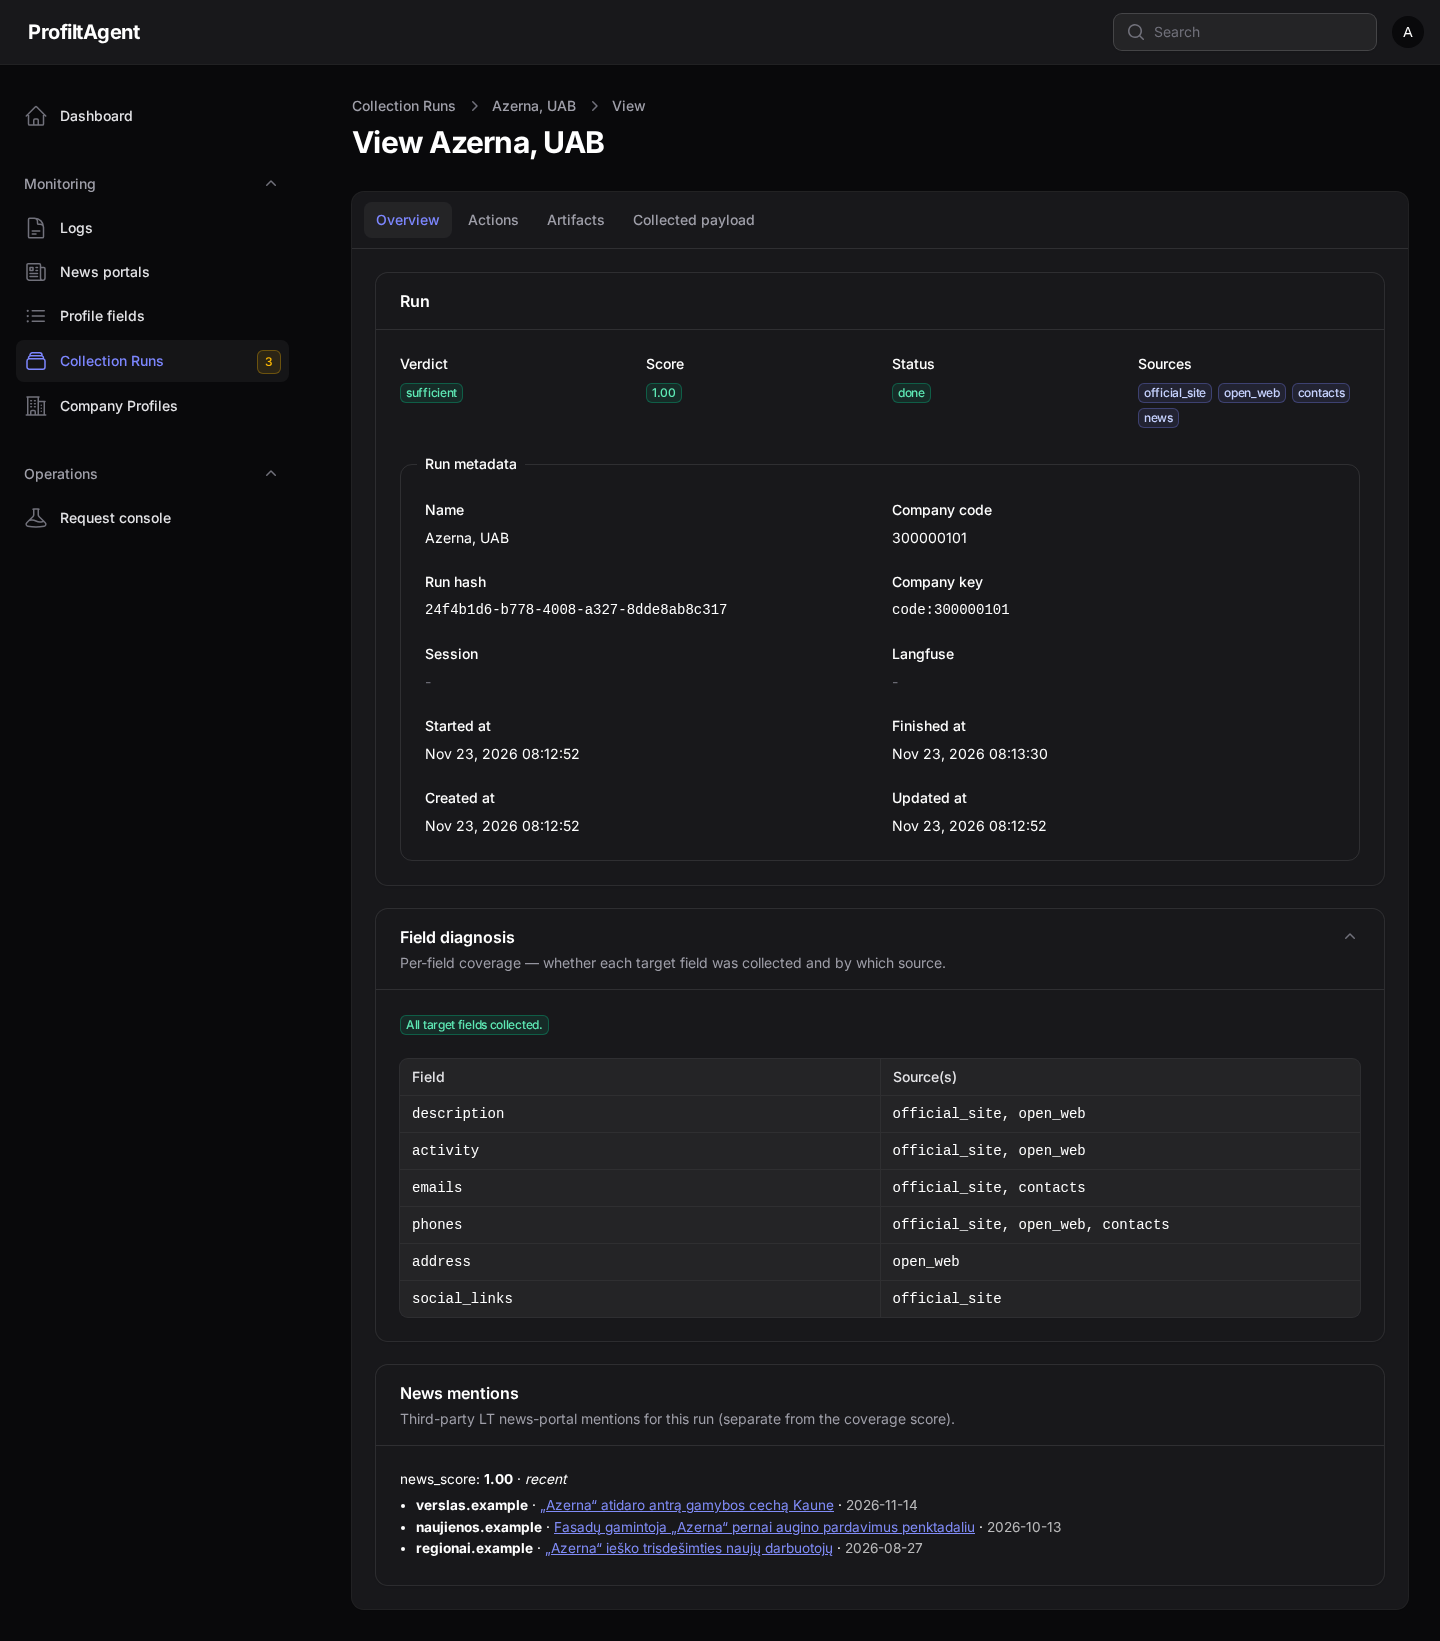 ProfiltAgent
Search
A
Dashboard
Monitoring
Logs
News portals
Profile fields
Collection Runs
3
Company Profiles
Operations
Request console
Collection Runs > Azerna, UAB > View
View Azerna, UAB
Overview Actions Artifacts Collected payload
Run
Verdict Score Status Sources
sufficient 1.00 done official_site open_web contacts
news
Run metadata
Name Company code
Azerna, UAB 300000101
Run hash Company key
24f4b1d6-b778-4008-a327-8dde8ab8c317 code:300000101
Session Langfuse
- -
Started at Finished at
Nov 23, 2026 08:12:52 Nov 23, 2026 08:13:30
Created at Updated at
Nov 23, 2026 08:12:52 Nov 23, 2026 08:12:52
Field diagnosis
Per-field coverage — whether each target field was collected and by which source.
All target fields collected.
Field Source(s)
description official_site, open_web
activity official_site, open_web
emails official_site, contacts
phones official_site, open_web, contacts
address open_web
social_links official_site
News mentions
Third-party LT news-portal mentions for this run (separate from the coverage score).
news_score: 1.00 · recent
• verslas.example · „Azerna“ atidaro antrą gamybos cechą Kaune · 2026-11-14
• naujienos.example · Fasadų gamintoja „Azerna“ pernai augino pardavimus penktadaliu · 2026-10-13
• regionai.example · „Azerna“ ieško trisdešimties naujų darbuotojų · 2026-08-27